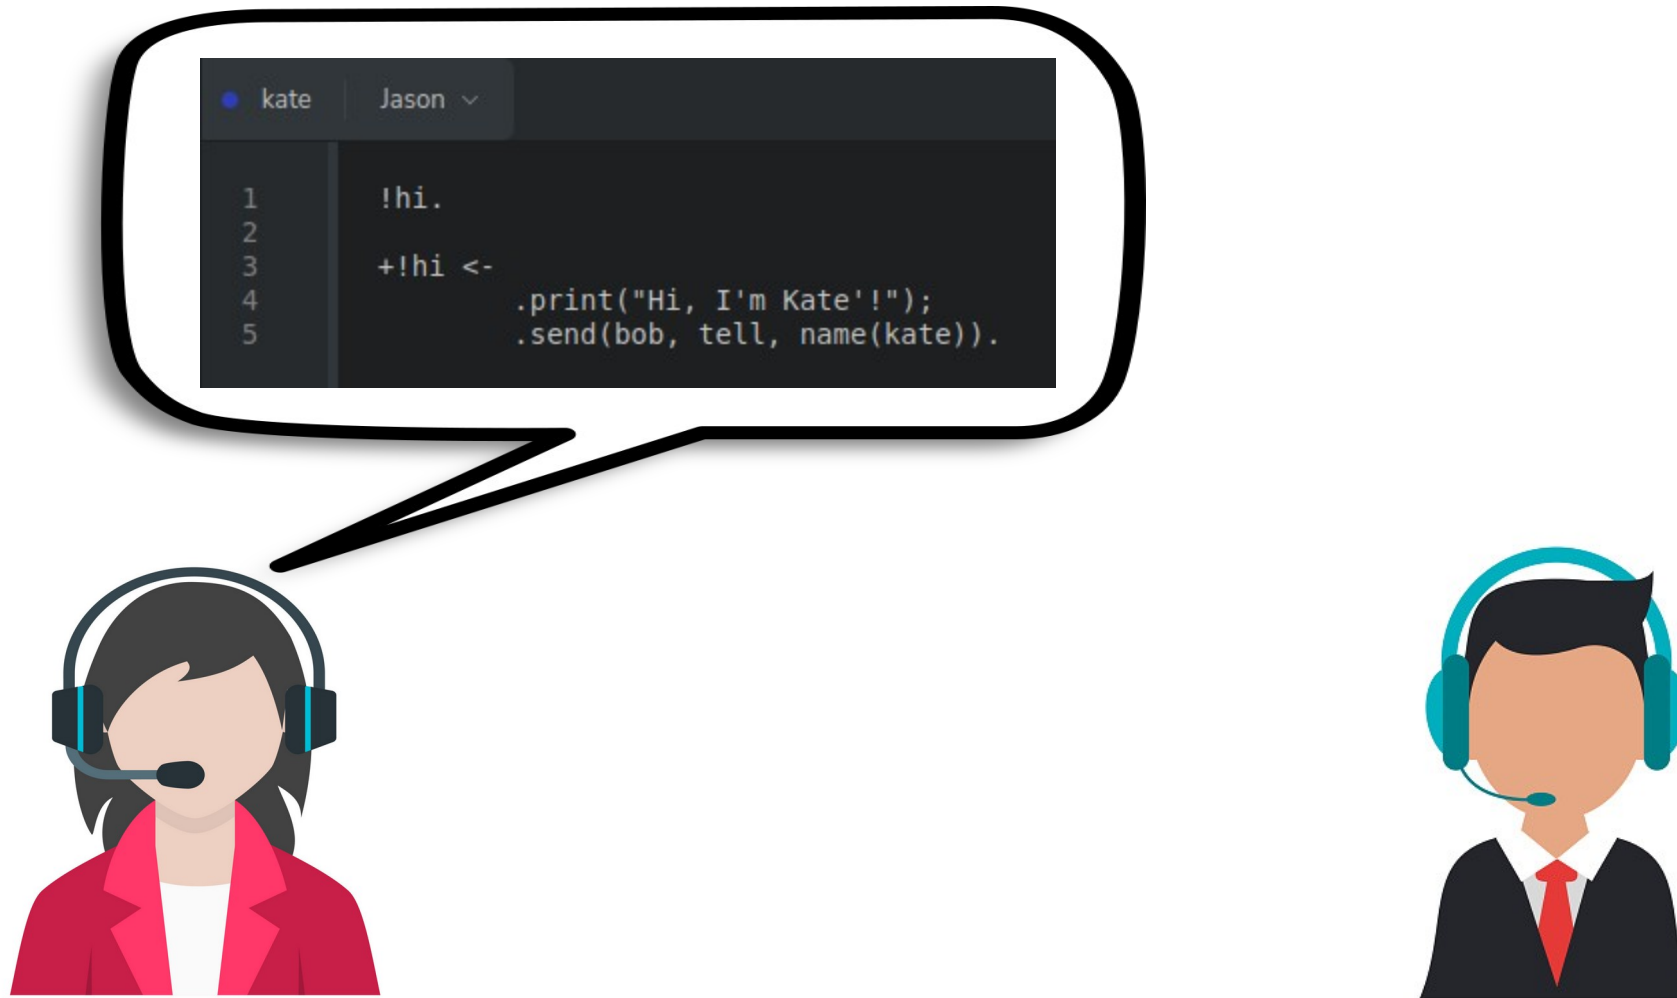 kate Jason
1 !hi.
2
3 +!hi <-
4 .print("Hi, I'm Kate'!");
5 .send(bob, tell, name(kate)).